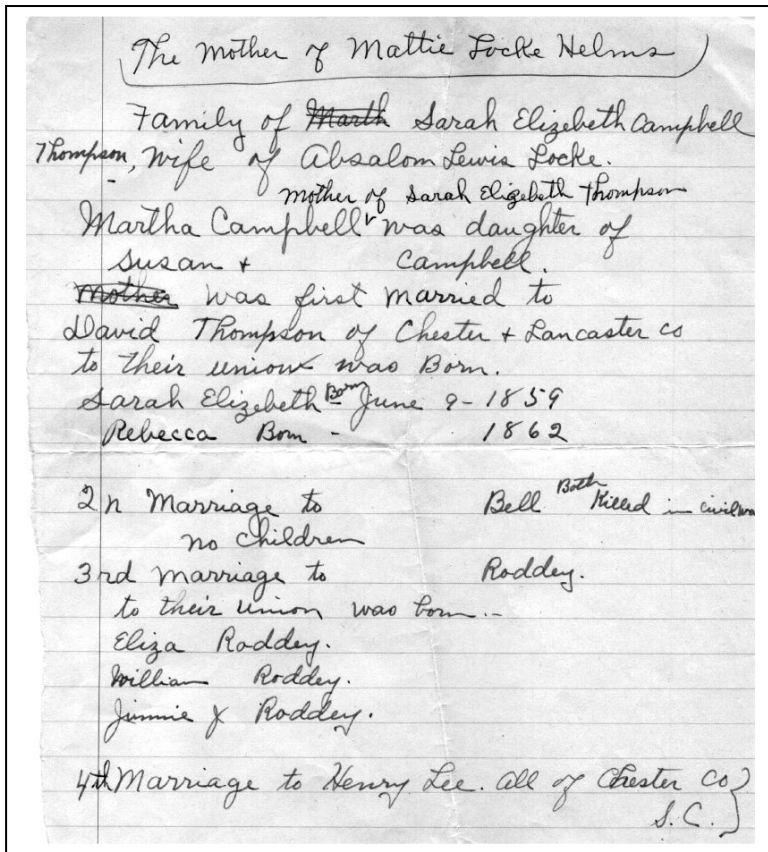 The Mother of Mattie Locke Helms
Family of Marth Sarah Elizebeth Campbell
Thompson, Wife of Absalom Lewis Locke.
mother of Sarah Elizebeth Thompson
Martha Campbell was daughter of
Susan + Campbell.
Mother was first married to
David Thompson of Chester + Lancaster co
to their union was Born.
Sarah Elizebeth Born June 9 - 1859
Rebecca Born - 1862
2n Marriage to Bell Both Killed in civil war
no Children
3rd marriage to Roddey.
to their union was born -
Eliza Roddey.
William Roddey.
Jimmie Roddey.
4th Marriage to Henry Lee. all of Chester CO
S.C.